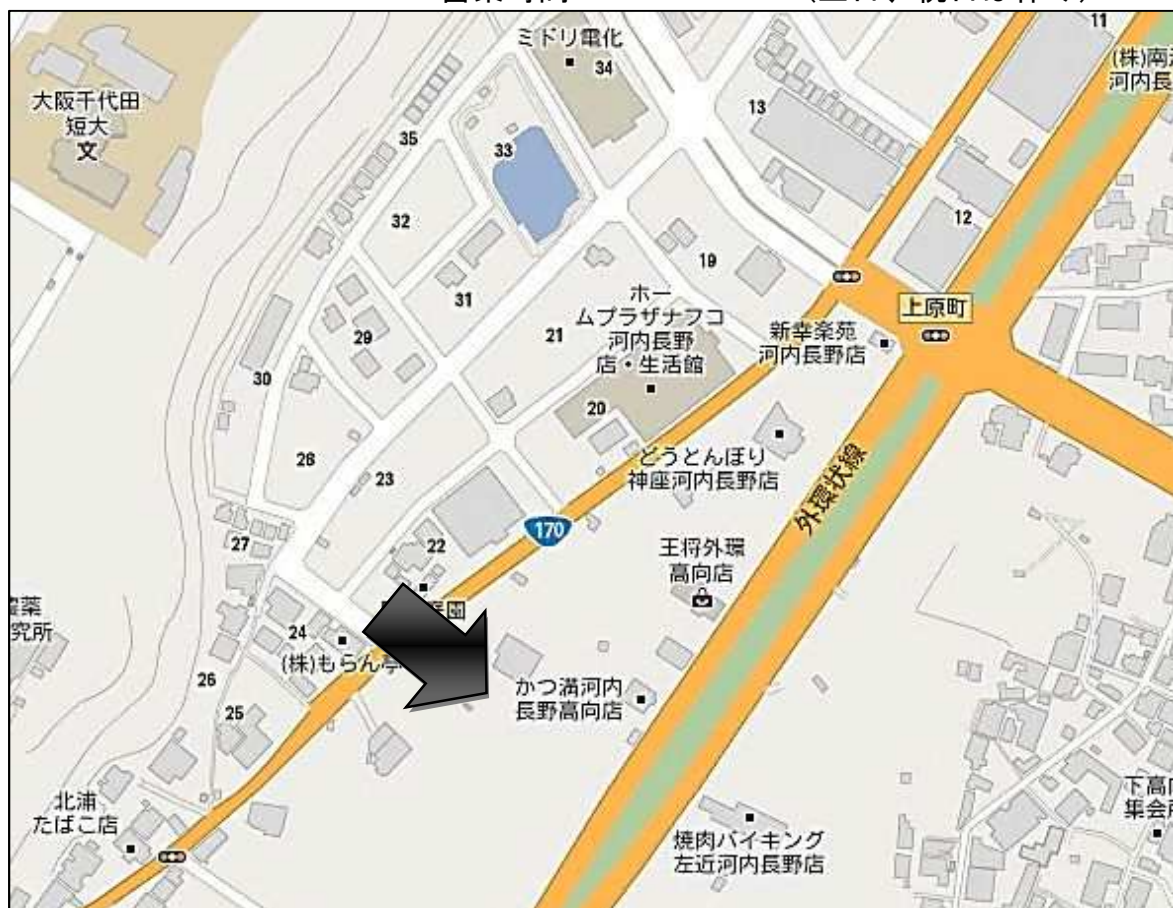 11
ミドリ電化
34
(株)南
河内長
大阪千代田
短大
文
35
33
13
32
12
19
31
ホー
ムプラザナフコ
河内長野
店・生活館
21
29
30
20
上原町
新幸楽苑
河内長野店
28
23
どうとんぼり
神座河内長野店
外環状線
170
27
22
王将外環
高向店
園
究所
24
(株)もらん亭
26
25
かつ満河内
長野高向店
北浦
たばこ店
下高
集会
焼肉バイキング
左近河内長野店